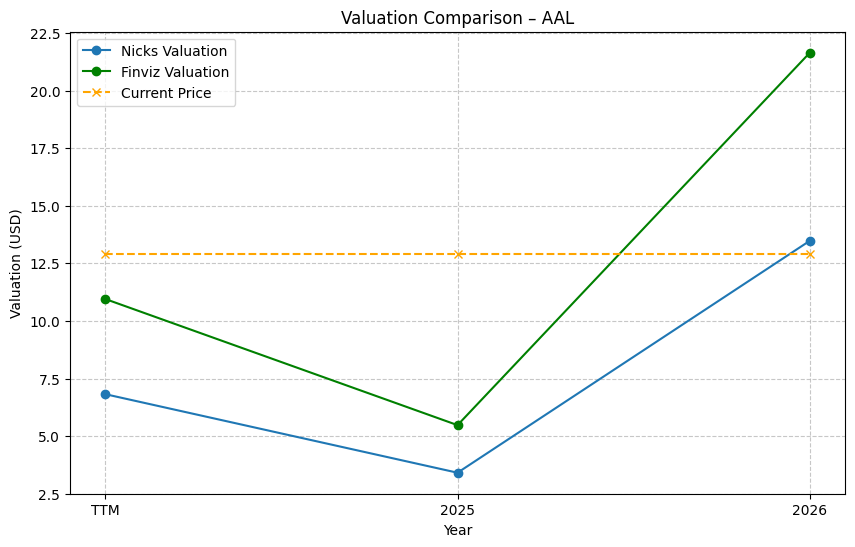 Valuation Comparison – AAL
Nicks Valuation
Finviz Valuation
Current Price
22.5
20.0
17.5
15.0
12.5
10.0
7.5
5.0
2.5
Valuation (USD)
TTM
2025
2026
Year